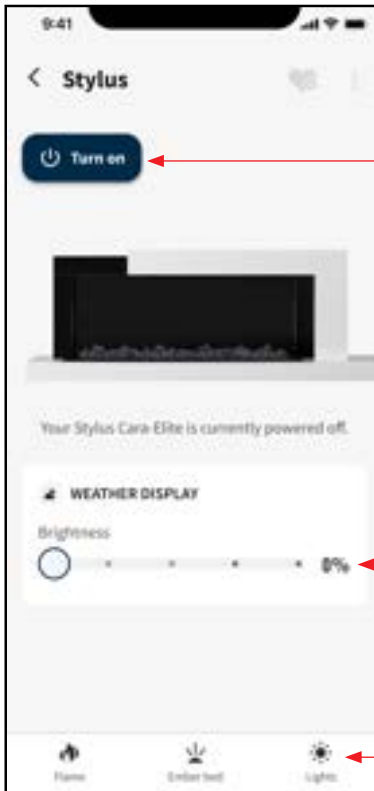 9:41
Stylus
Turn on
Your Stylus Cara-Elite is currently powered off.
WEATHER DISPLAY
Brightness
0%
Flame
Ember bed
Lights